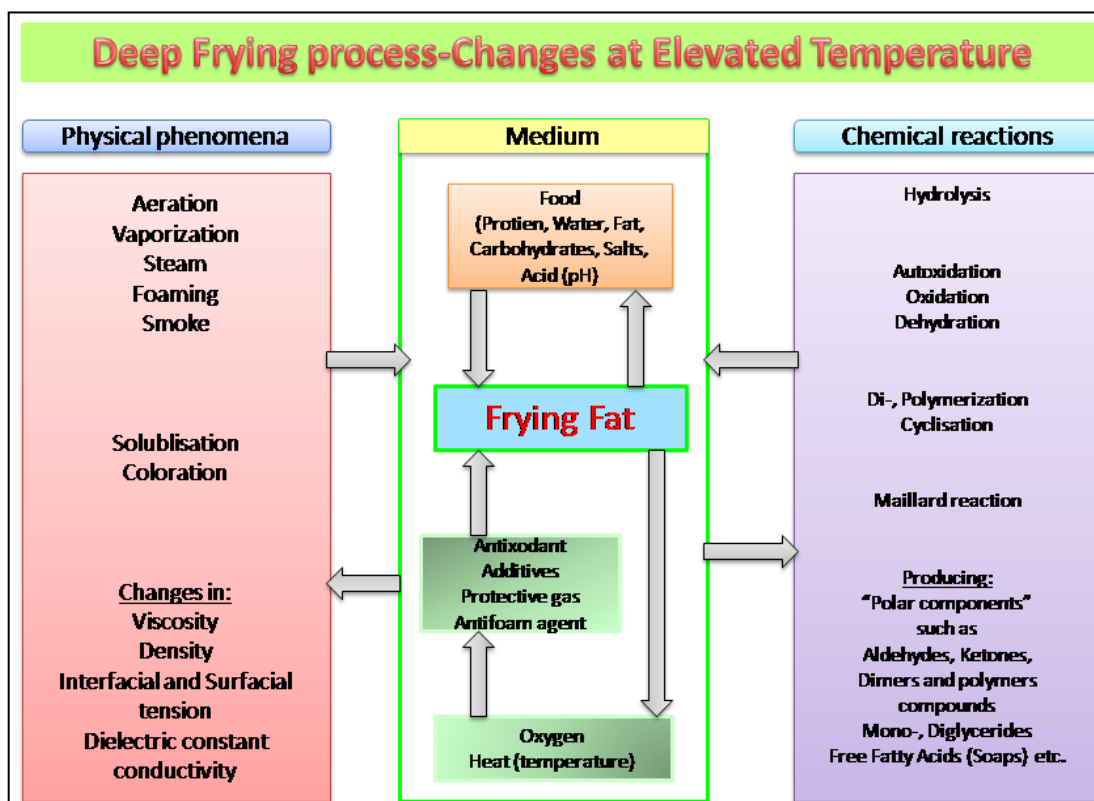 Deep Frying process-Changes at Elevated Temperature
Physical phenomena
Aeration
Vaporization
Steam
Foaming
Smoke
Solublisation
Coloration
Changes in:
Viscosity
Density
Interfacial and Surfacial
tension
Dielectric constant
conductivity
Medium
Food
(Protien, Water, Fat,
Carbohydrates, Salts,
Acid (pH)
Frying Fat
Antixodant
Additives
Protective gas
Antifoam agent
Oxygen
Heat (temperature)
Chemical reactions
Hydrolysis
Autoxidation
Oxidation
Dehydration
Di-, Polymerization
Cyclisation
Maillard reaction
Producing:
“Polar components”
such as
Aldehydes, Ketones,
Dimers and polymers
compounds
Mono-, Diglycerides
Free Fatty Acids (Soaps) etc.